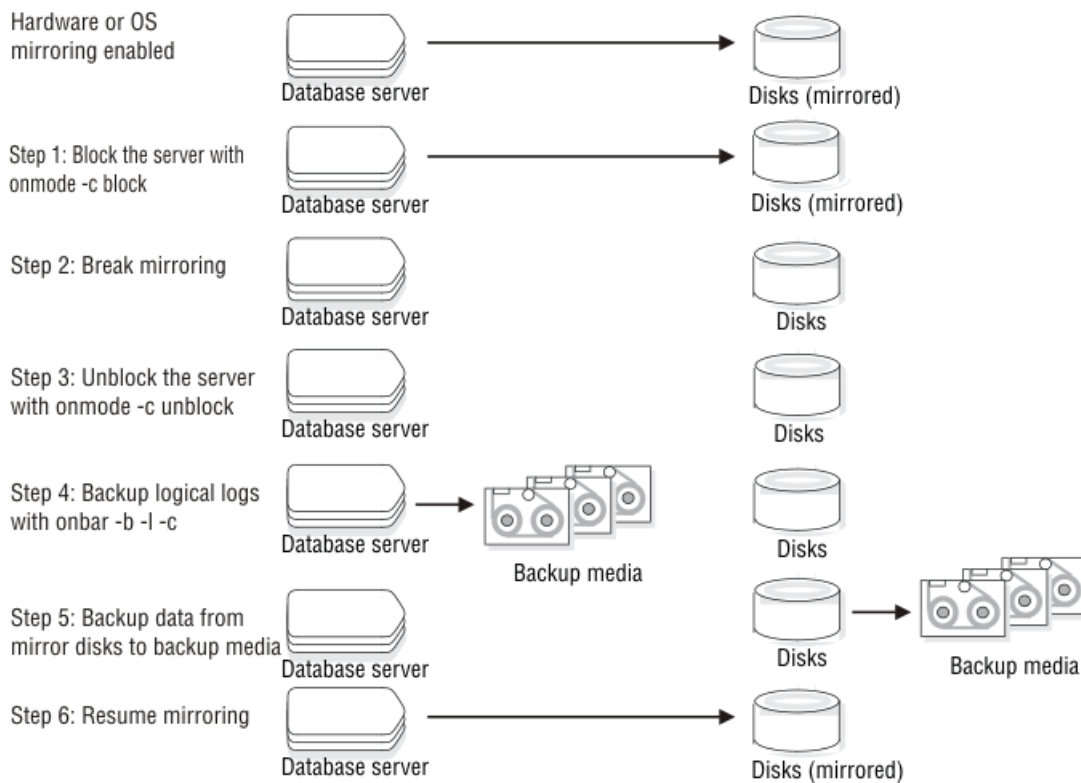 Hardware or OS
mirroring enabled
Database server
Disks (mirrored)
Step 1: Block the server with
onmode -c block
Database server
Disks (mirrored)
Step 2: Break mirroring
Database server
Disks
Step 3: Unblock the server
with onmode -c unblock
Database server
Disks
Step 4: Backup logical logs
with onbar -b -l -c
Database server
Backup media
Disks
Step 5: Backup data from
mirror disks to backup media
Database server
Disks
Backup media
Step 6: Resume mirroring
Database server
Disks (mirrored)